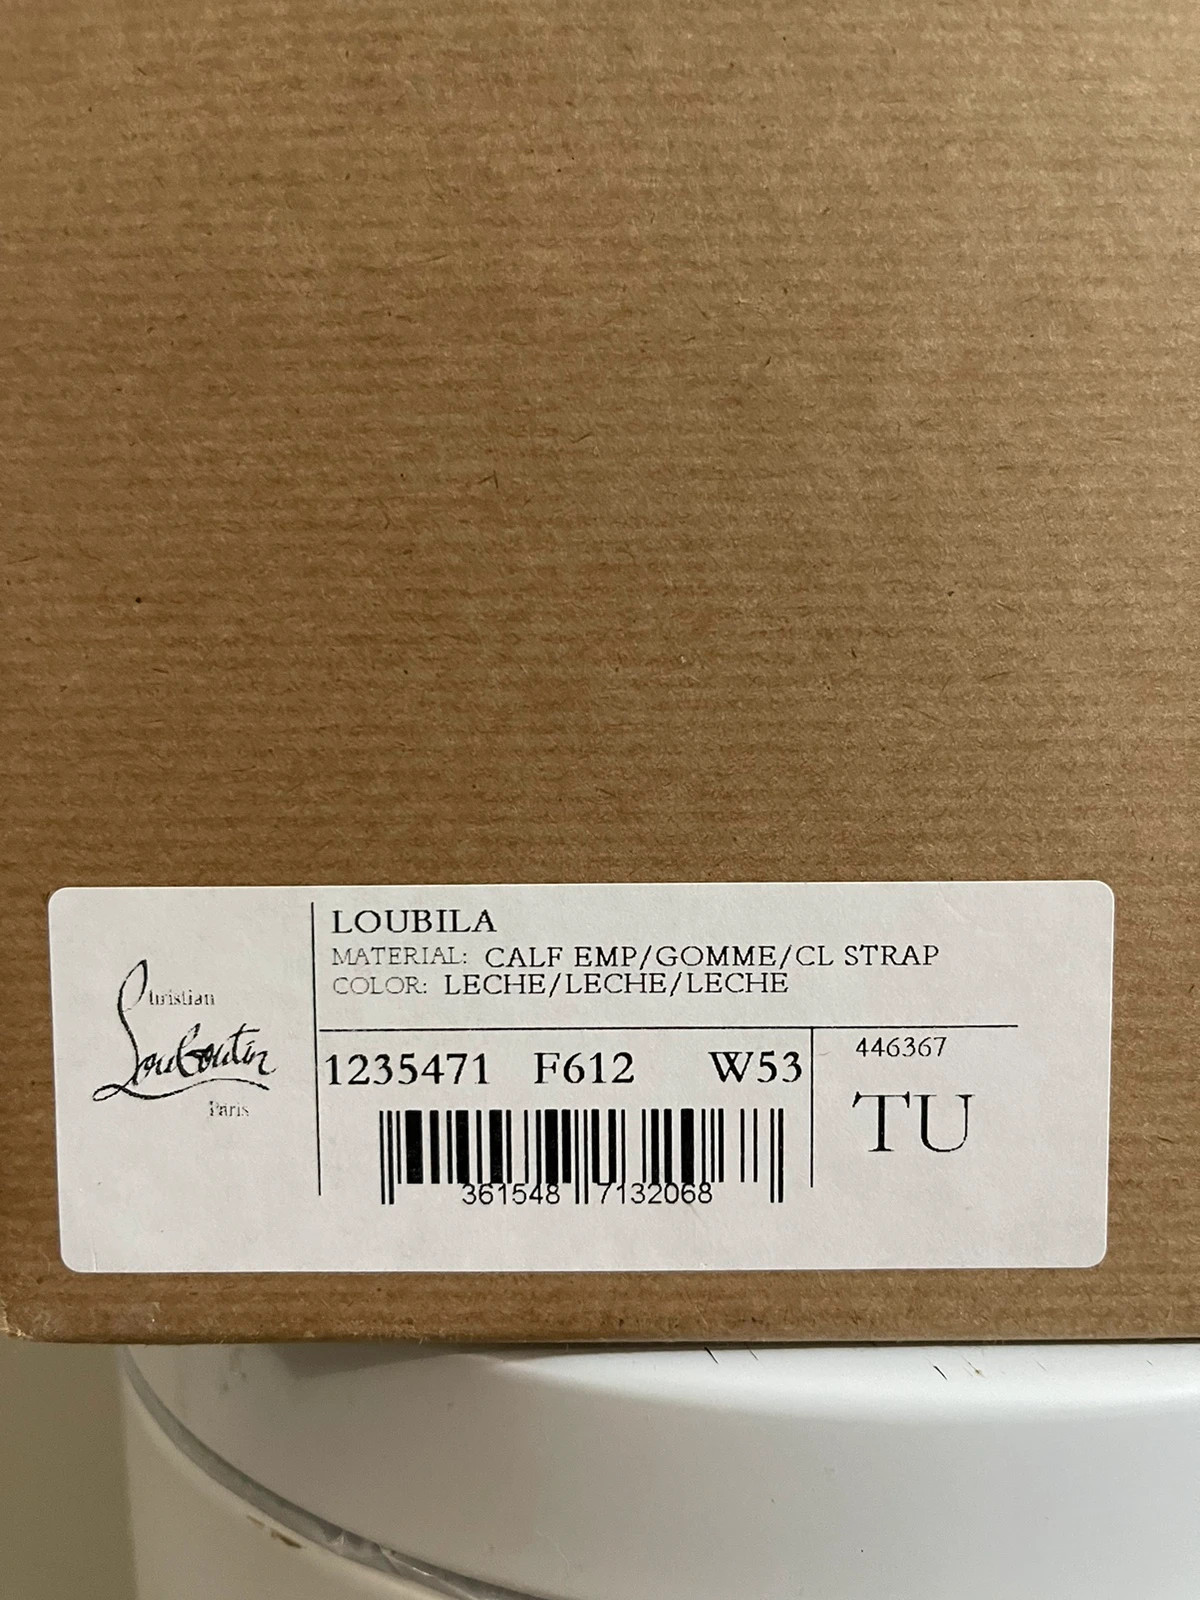 Christian
Louboutin
Paris
LOUBILA
MATERIAL: CALF EMP/GOMME/CL STRAP
COLOR: LECHE/LECHE/LECHE
1235471 F612 W53
446367
TU
361548 7132068